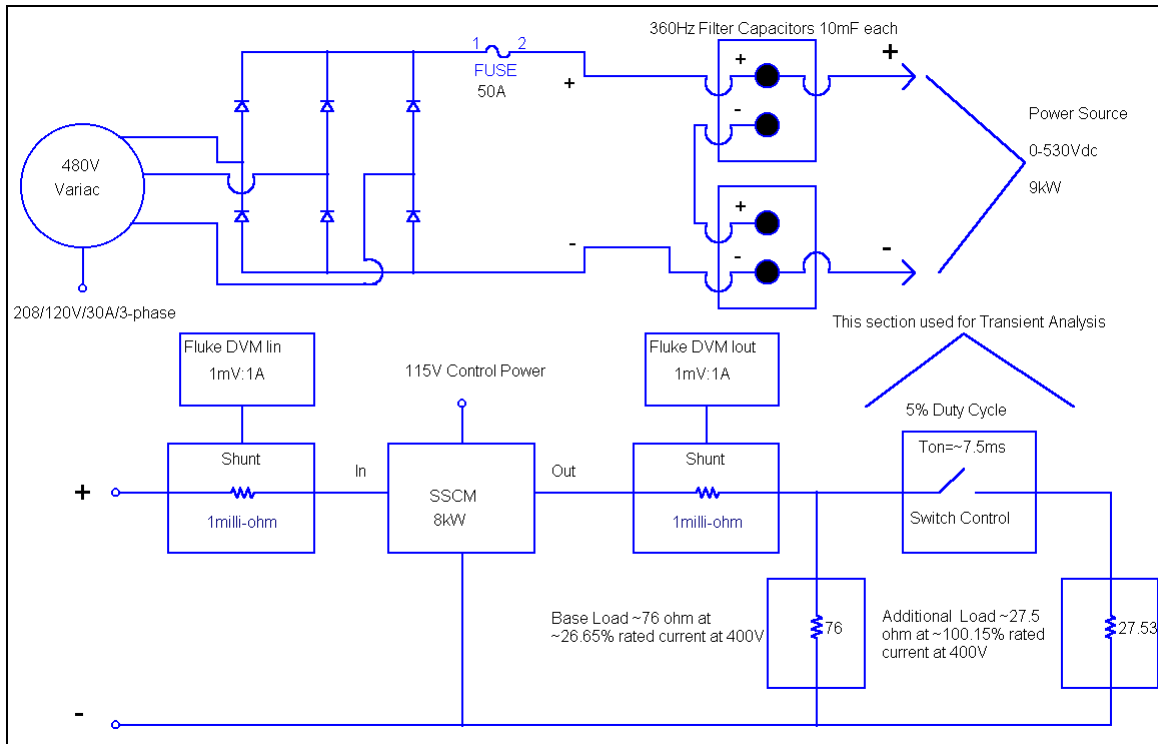 360Hz Filter Capacitors 10mF each
1 2
FUSE
50A
+
-
+
-
+
-
+
-
Power Source
0-530Vdc
9kW
480V
Variac
208/120V/30A/3-phase
This section used for Transient Analysis
Fluke DVM Iin
1mV:1A
115V Control Power
Fluke DVM Iout
1mV:1A
5% Duty Cycle
Ton=~7.5ms
Switch Control
+
Shunt
1milli-ohm
In
SSCM
8kW
Out
Shunt
1milli-ohm
Base Load ~76 ohm at
~26.65% rated current at 400V
76
Additional Load ~27.5
ohm at ~100.15% rated
current at 400V
27.53
-